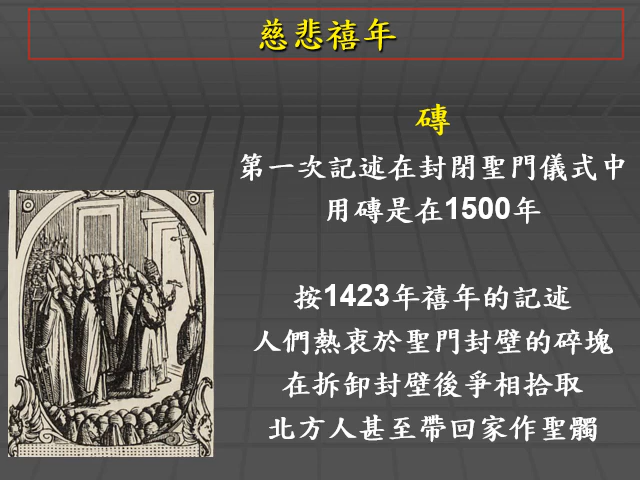 慈悲禧年
磚
第一次記述在封閉聖門儀式中
用磚是在1500年
按1423年禧年的記述
人們熱衷於聖門封壁的碎塊
在拆卸封壁後爭相拾取
北方人甚至帶回家作聖髑